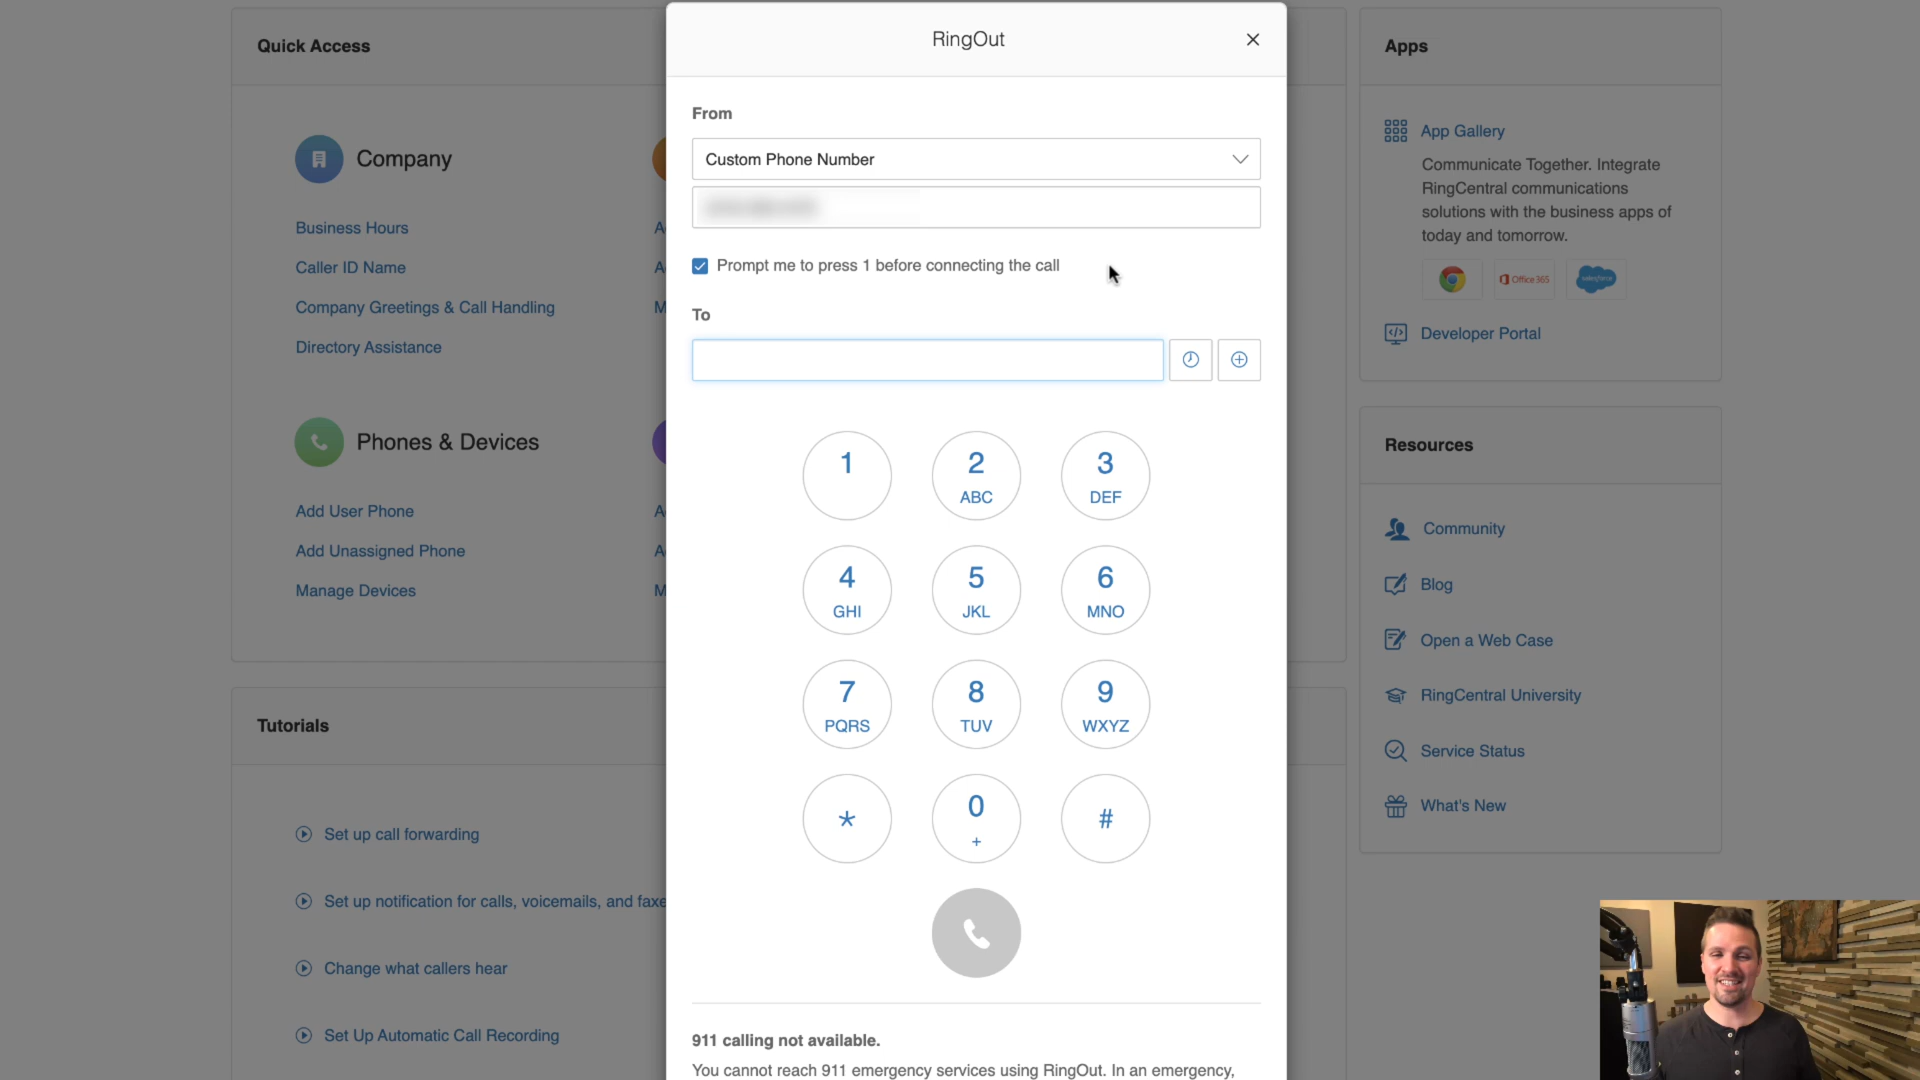 Quick Access
Company
Business Hours
Caller ID Name
Company Greetings & Call Handling
Directory Assistance
Phones & Devices
Add User Phone
Add Unassigned Phone
Manage Devices
Tutorials
Set up call forwarding
Set up notification for calls, voicemails, and faxe
Change what callers hear
Set Up Automatic Call Recording
RingOut
From
Custom Phone Number
Prompt me to press 1 before connecting the call
To
1
2
ABC
3
DEF
4
GHI
5
JKL
6
MNO
7
PQRS
8
TUV
9
WXYZ
*
0
+
#
911 calling not available.
You cannot reach 911 emergency services using RingOut. In an emergency,
Apps
App Gallery
Communicate Together. Integrate
RingCentral communications
solutions with the business apps of
today and tomorrow.
Office 365
salesforce
Developer Portal
Resources
Community
Blog
Open a Web Case
RingCentral University
Service Status
What's New